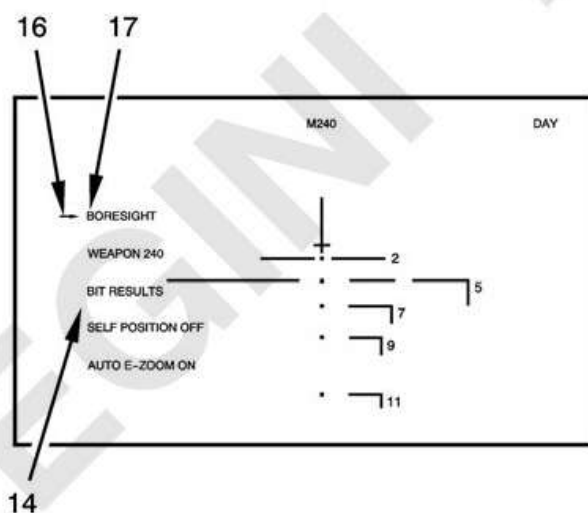 16 17
M240 DAY
BORESIGHT
WEAPON 240
2
BIT RESULTS
5
7
SELF POSITION OFF
9
AUTO E-ZOOM ON
11
14